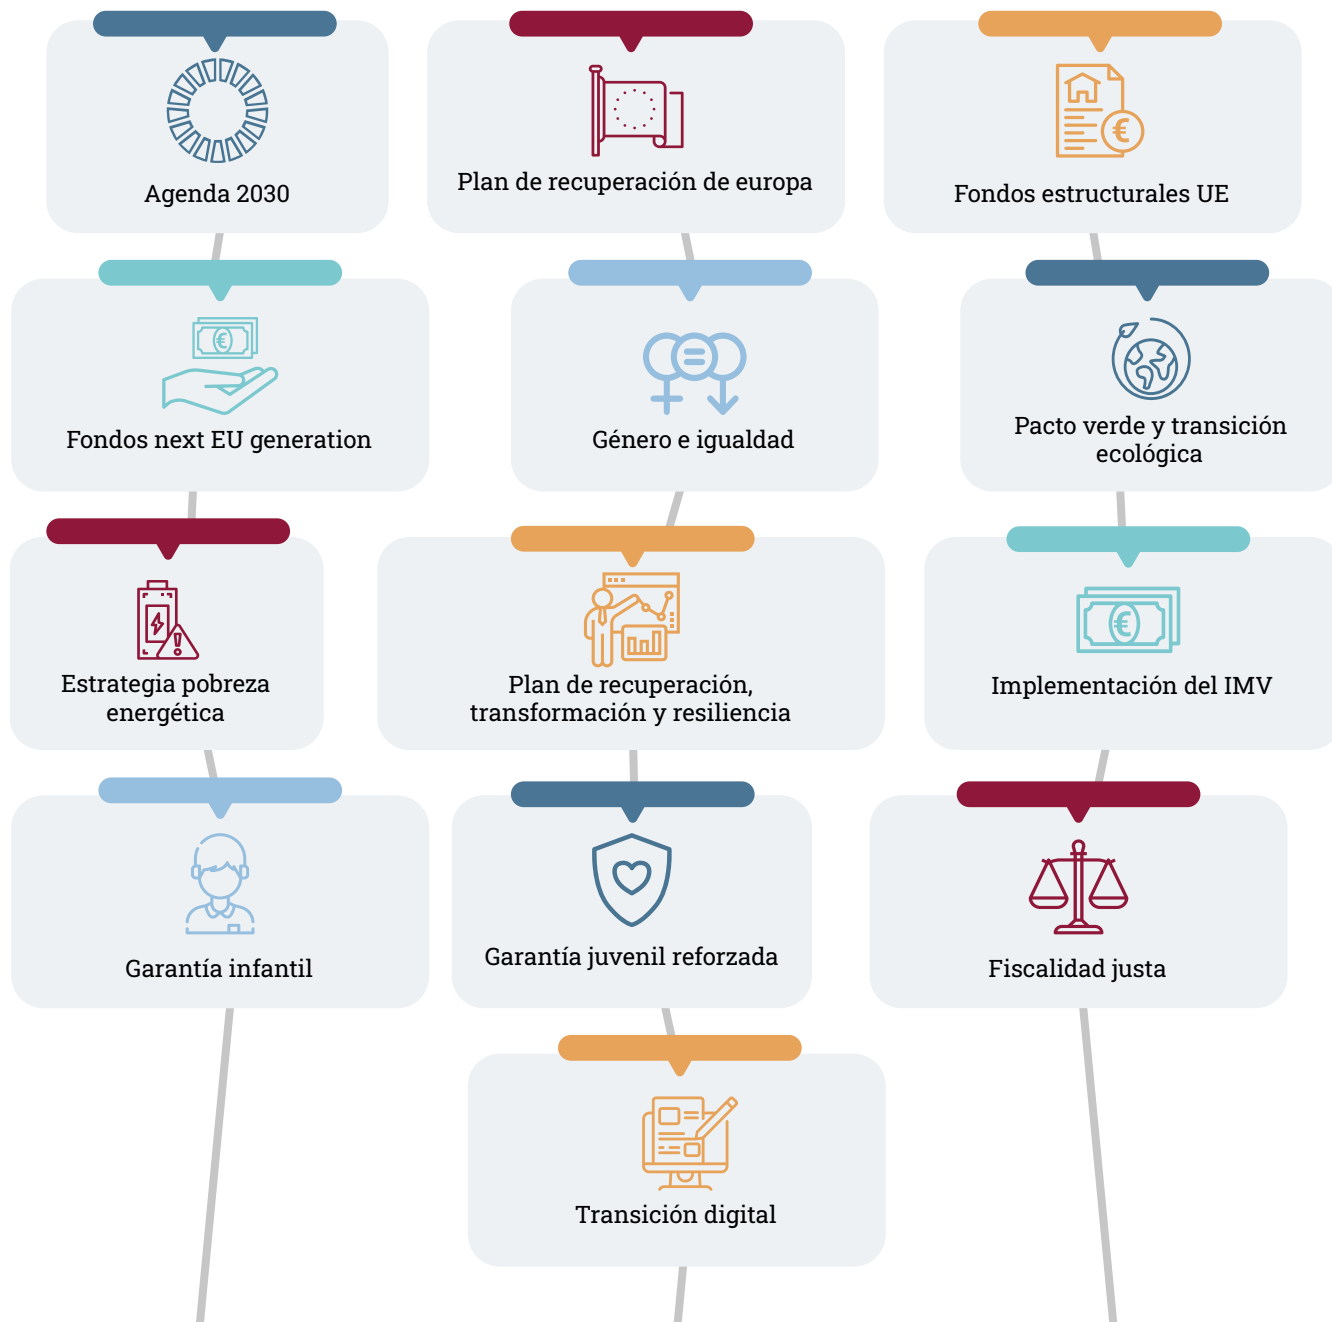 Agenda 2030
Plan de recuperación de europa
Fondos estructurales UE
Fondos next EU generation
Género e igualdad
Pacto verde y transición
ecológica
Estrategia pobreza
energética
Plan de recuperación,
transformación y resiliencia
Implementación del IMV
Garantía infantil
Garantía juvenil reforzada
Fiscalidad justa
Transición digital